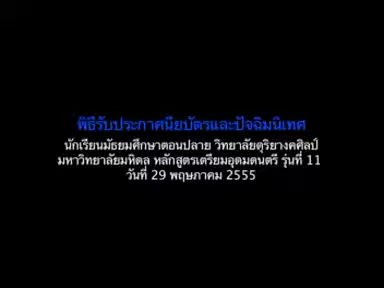 พิธีรับประกาศนียบัตรและปัจฉิมนิเทศ
นักเรียนมัธยมศึกษาตอนปลาย วิทยาลัยดุริยางคศิลป์
มหาวิทยาลัยมหิดล หลักสูตรเตรียมอุดมดนตรี รุ่นที่ 11
วันที่ 29 พฤษภาคม 2555